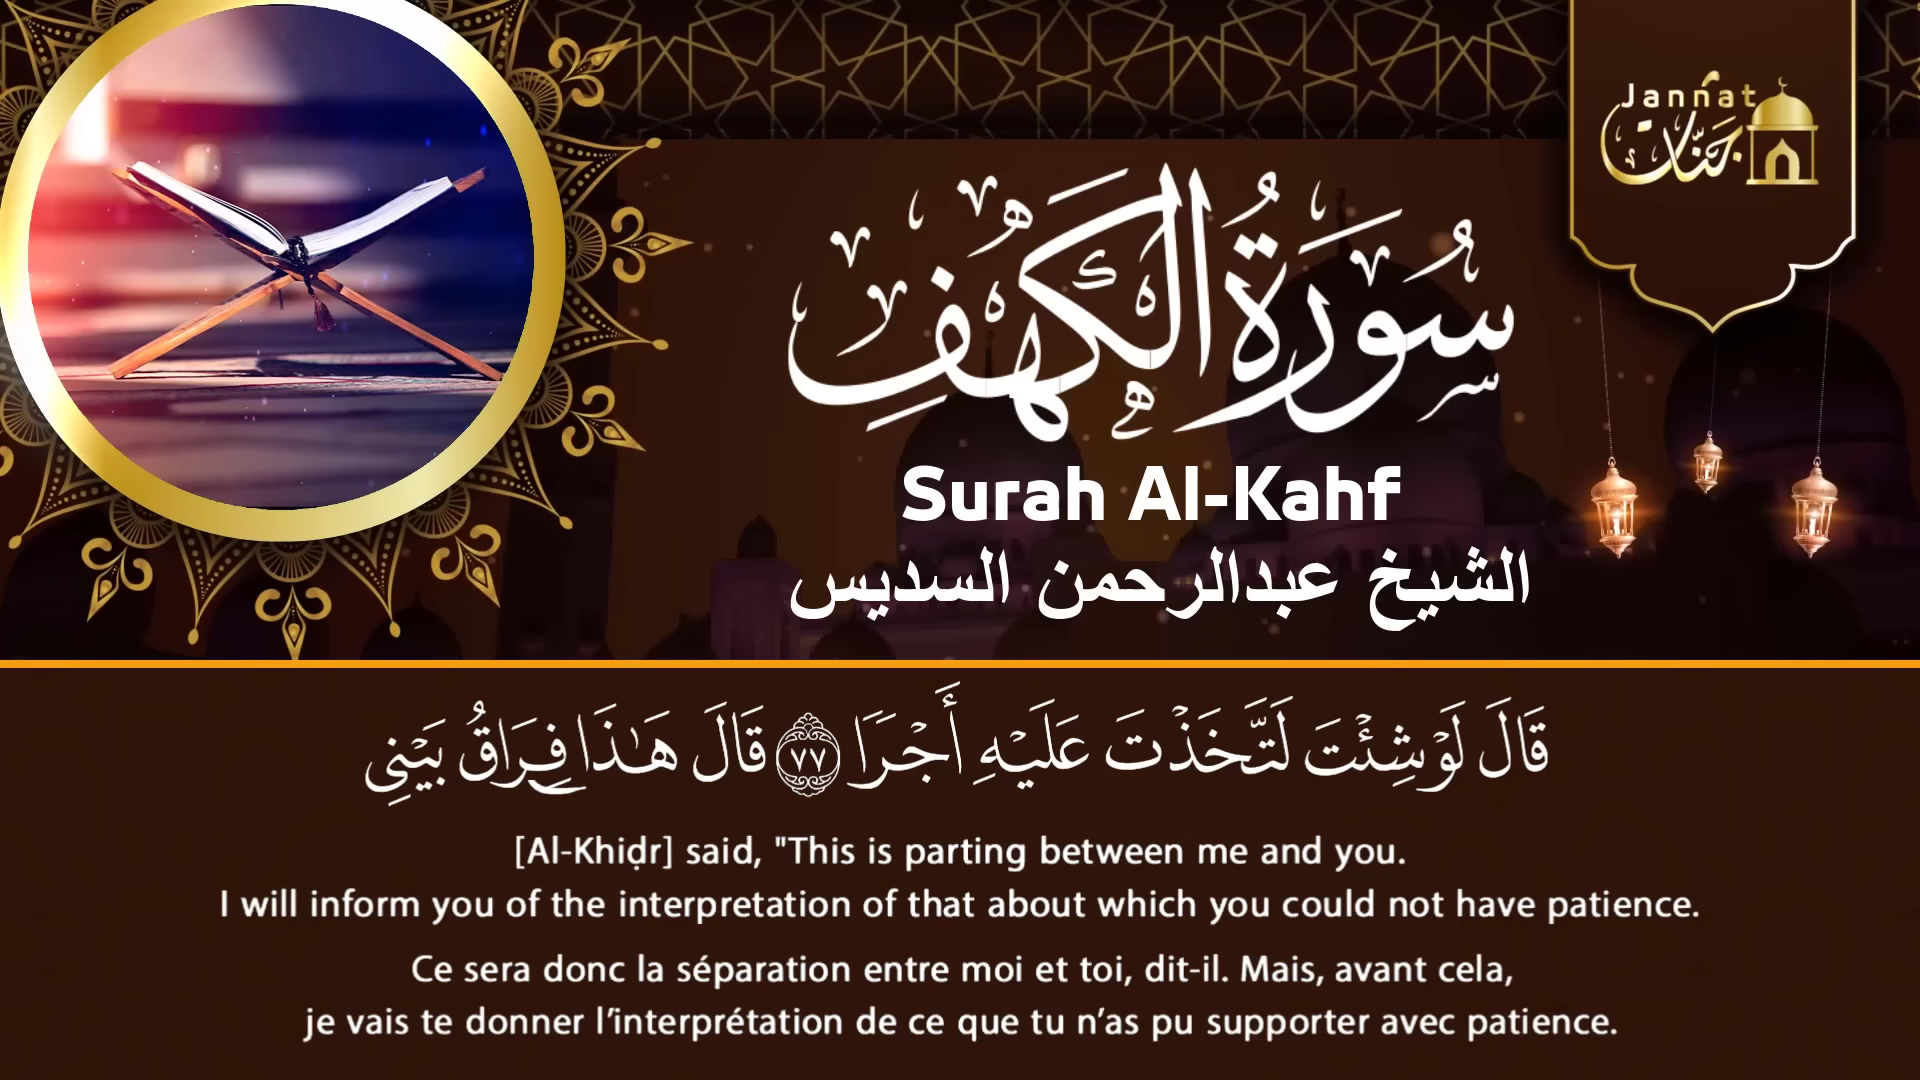 Jannat
جَنَّات
سُورَةُ الكَهْفِ
Surah Al-Kahf
الشيخ عبدالرحمن السديس
قَالَ لَوْ شِئْتَ لَتَّخَذْتَ عَلَيْهِ أَجْرًا ٧٧ قَالَ هَٰذَا فِرَاقُ بَيْنِي
[Al-Khiḍr] said, "This is parting between me and you.
I will inform you of the interpretation of that about which you could not have patience.
Ce sera donc la séparation entre moi et toi, dit-il. Mais, avant cela,
je vais te donner l’interprétation de ce que tu n’as pu supporter avec patience.